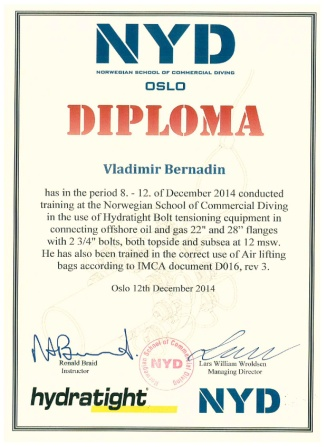 NYD
NORWEGIAN SCHOOL OF COMMERCIAL DIVING
OSLO
DIPLOMA
Vladimir Bernadin
has in the period 8. - 12. of December 2014 conducted
training at the Norwegian School of Commercial Diving
in the use of Hydratight Bolt tensioning equipment in
connecting offshore oil and gas 22" and 28" flanges
with 2 3/4" bolts, both topside and subsea at 12 msw.
He has also been trained in the correct use of Air lifting
bags according to IMCA document D016, rev 3.
Oslo 12th December 2014
Norwegian School of Commercial Diving
NYD
Ronald Braid
Instructor
Lars William Wroldsen
Managing Director
hydratight
NYD